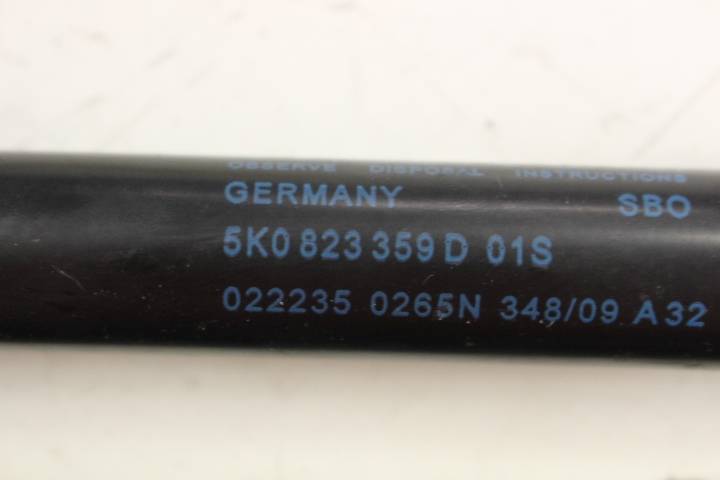 OBSERVE DISPOSAL INSTRUCTIONS
GERMANY SBO
5K0 823 359 D 01S
022235 0265N 348/09 A32